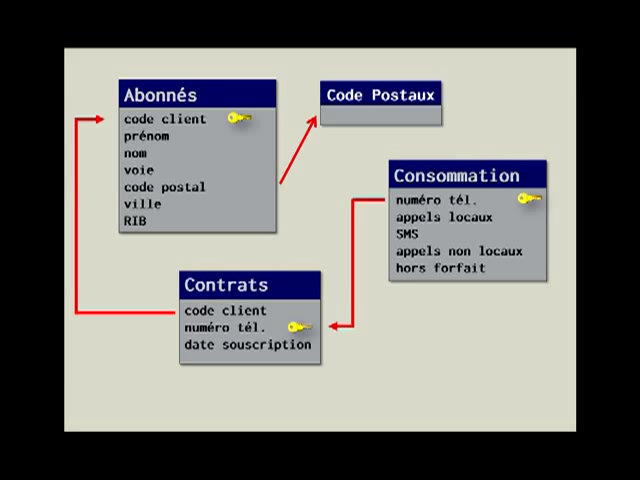 Abonnés
code client
prénom
nom
voie
code postal
ville
RIB
Code Postaux
Consommation
numéro tél.
appels locaux
SMS
appels non locaux
hors forfait
Contrats
code client
numéro tél.
date souscription